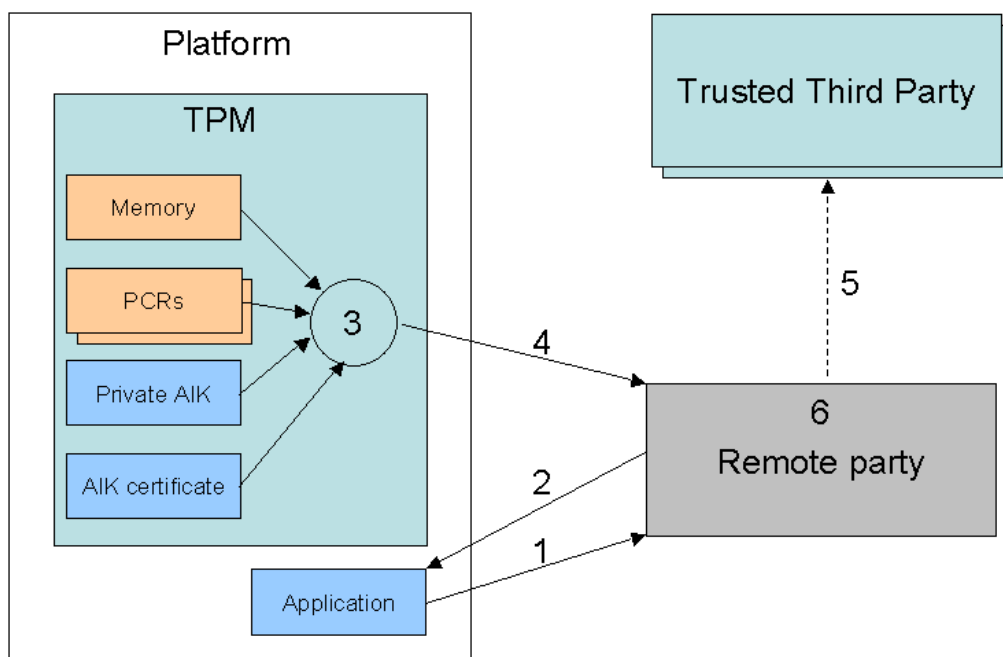 Platform
Trusted Third Party
TPM
Memory
PCRs
3
Private AIK
AIK certificate
4
5
6
Remote party
2
1
Application